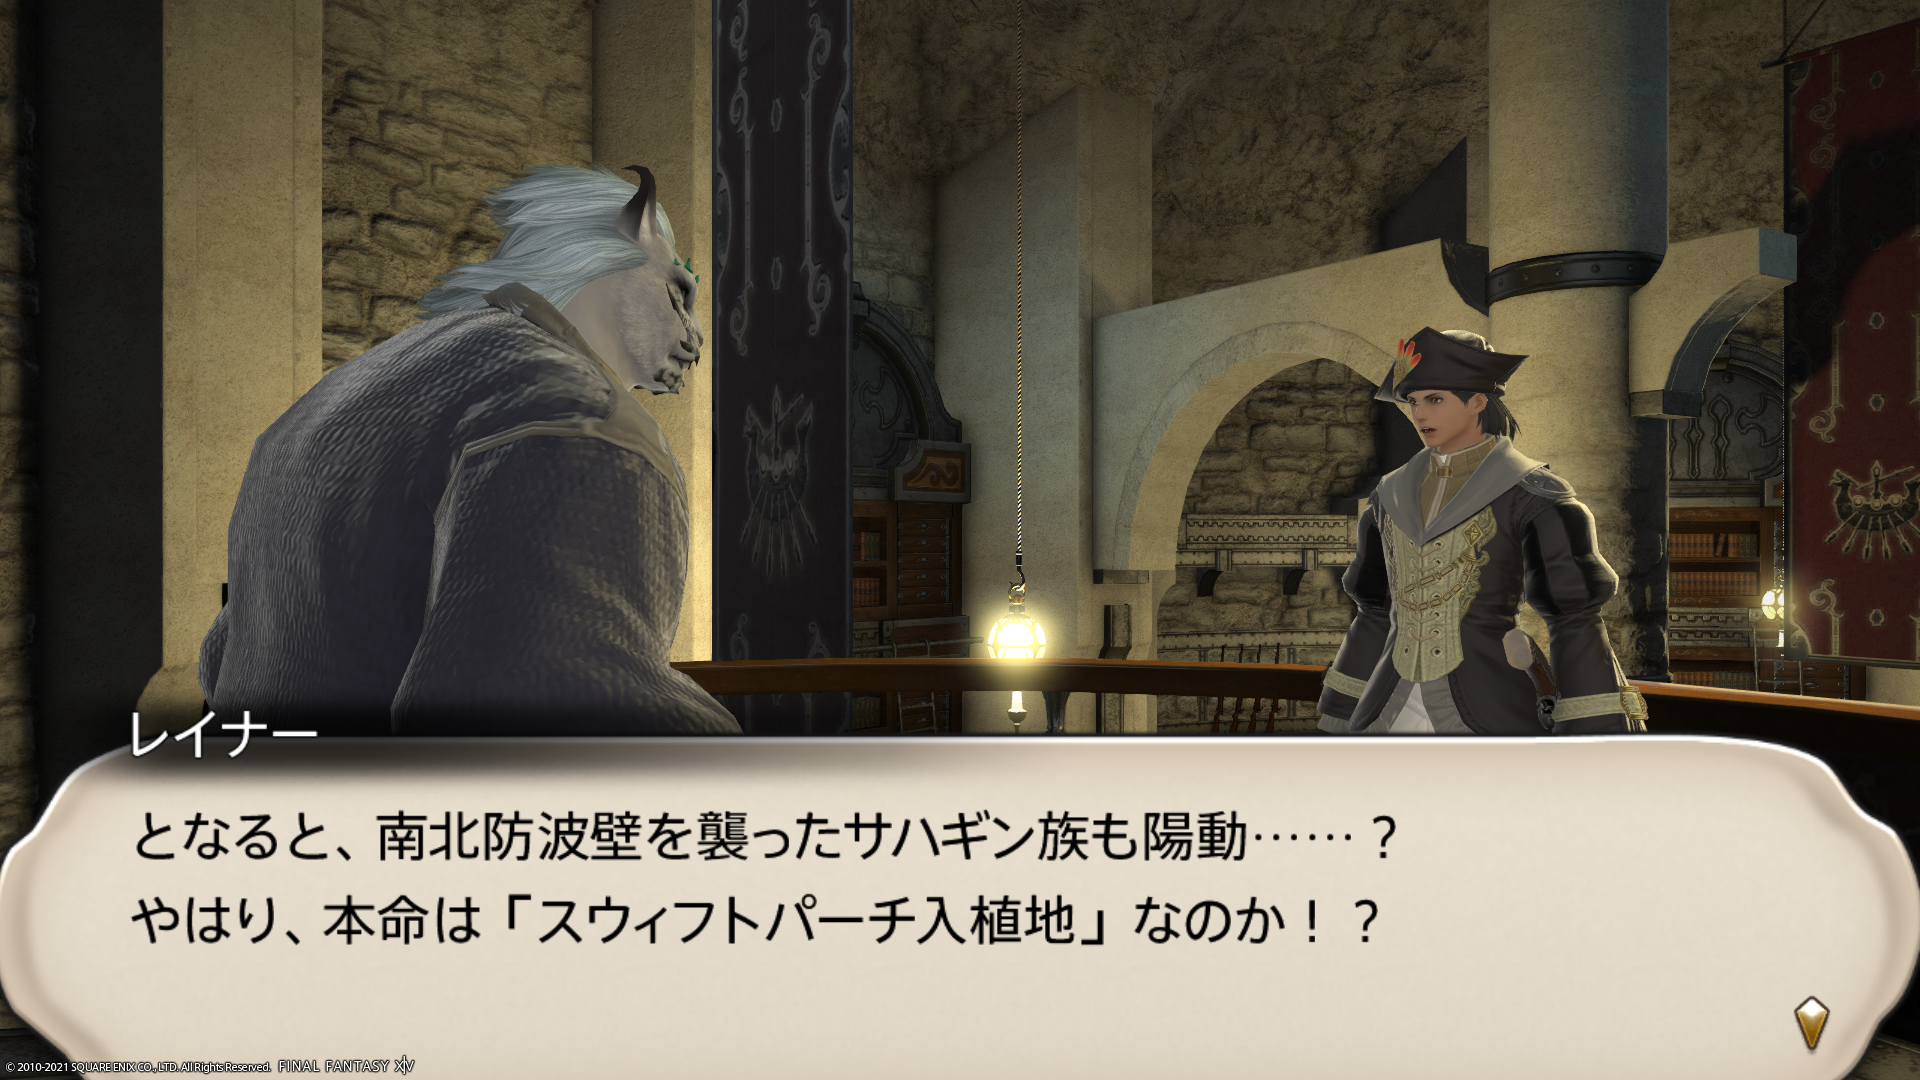 レイナー
となると、南北防波壁を襲ったサハギン族も陽動……？
やはり、本命は「スウィフトパーチ入植地」なのか！？
© 2010-2021 SQUARE ENIX CO., LTD. All Rights Reserved. FINAL FANTASY XIV